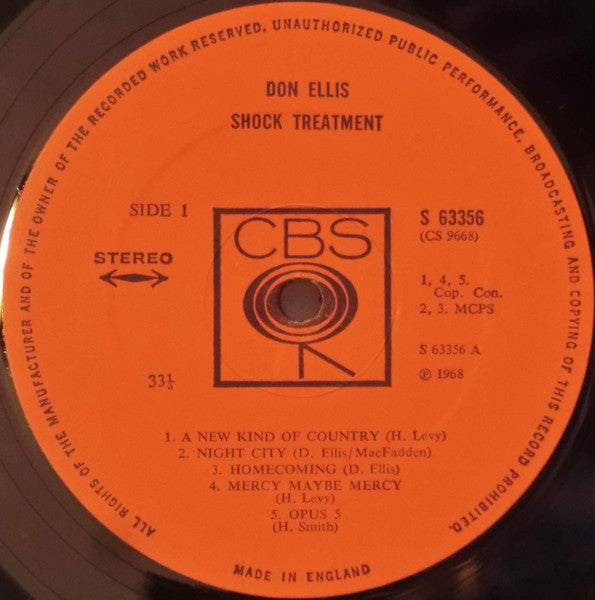 ALL RIGHTS OF THE MANUFACTURER AND OF THE OWNER OF THE RECORDED WORK RESERVED. UNAUTHORIZED PUBLIC PERFORMANCE, BROADCASTING AND COPYING OF THIS RECORD PROHIBITED.
DON ELLIS
SHOCK TREATMENT
SIDE 1
CBS
S 63356
(CS 9668)
STEREO
1, 4, 5.
Cop. Con.
2, 3. MCPS
33⅓
S 63356 A
℗ 1968
1. A NEW KIND OF COUNTRY (H. Levy)
2. NIGHT CITY (D. Ellis/MacFadden)
3. HOMECOMING (D. Ellis)
4. MERCY MAYBE MERCY
(H. Levy)
5. OPUS 5
(H. Smith)
MADE IN ENGLAND